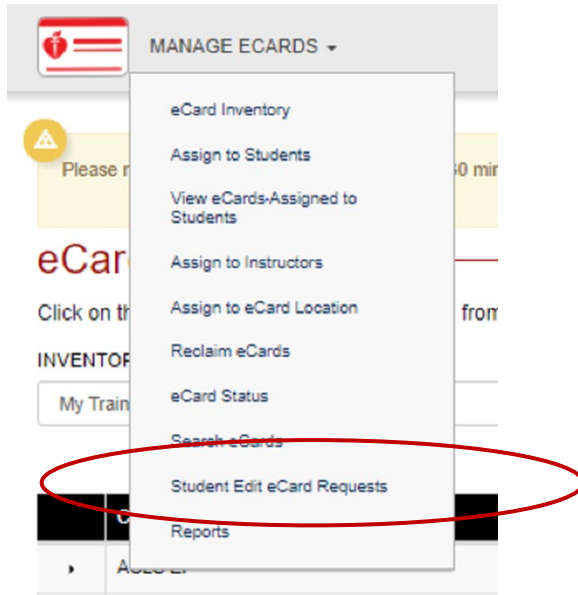 MANAGE ECARDS
eCard Inventory
Assign to Students
View eCards-Assigned to
Students
Assign to Instructors
Assign to eCard Location
Reclaim eCards
eCard Status
Search eCards
Student Edit eCard Requests
Reports
Please
0 min
eCar
Click on th
from
INVENTOR
My Train
C